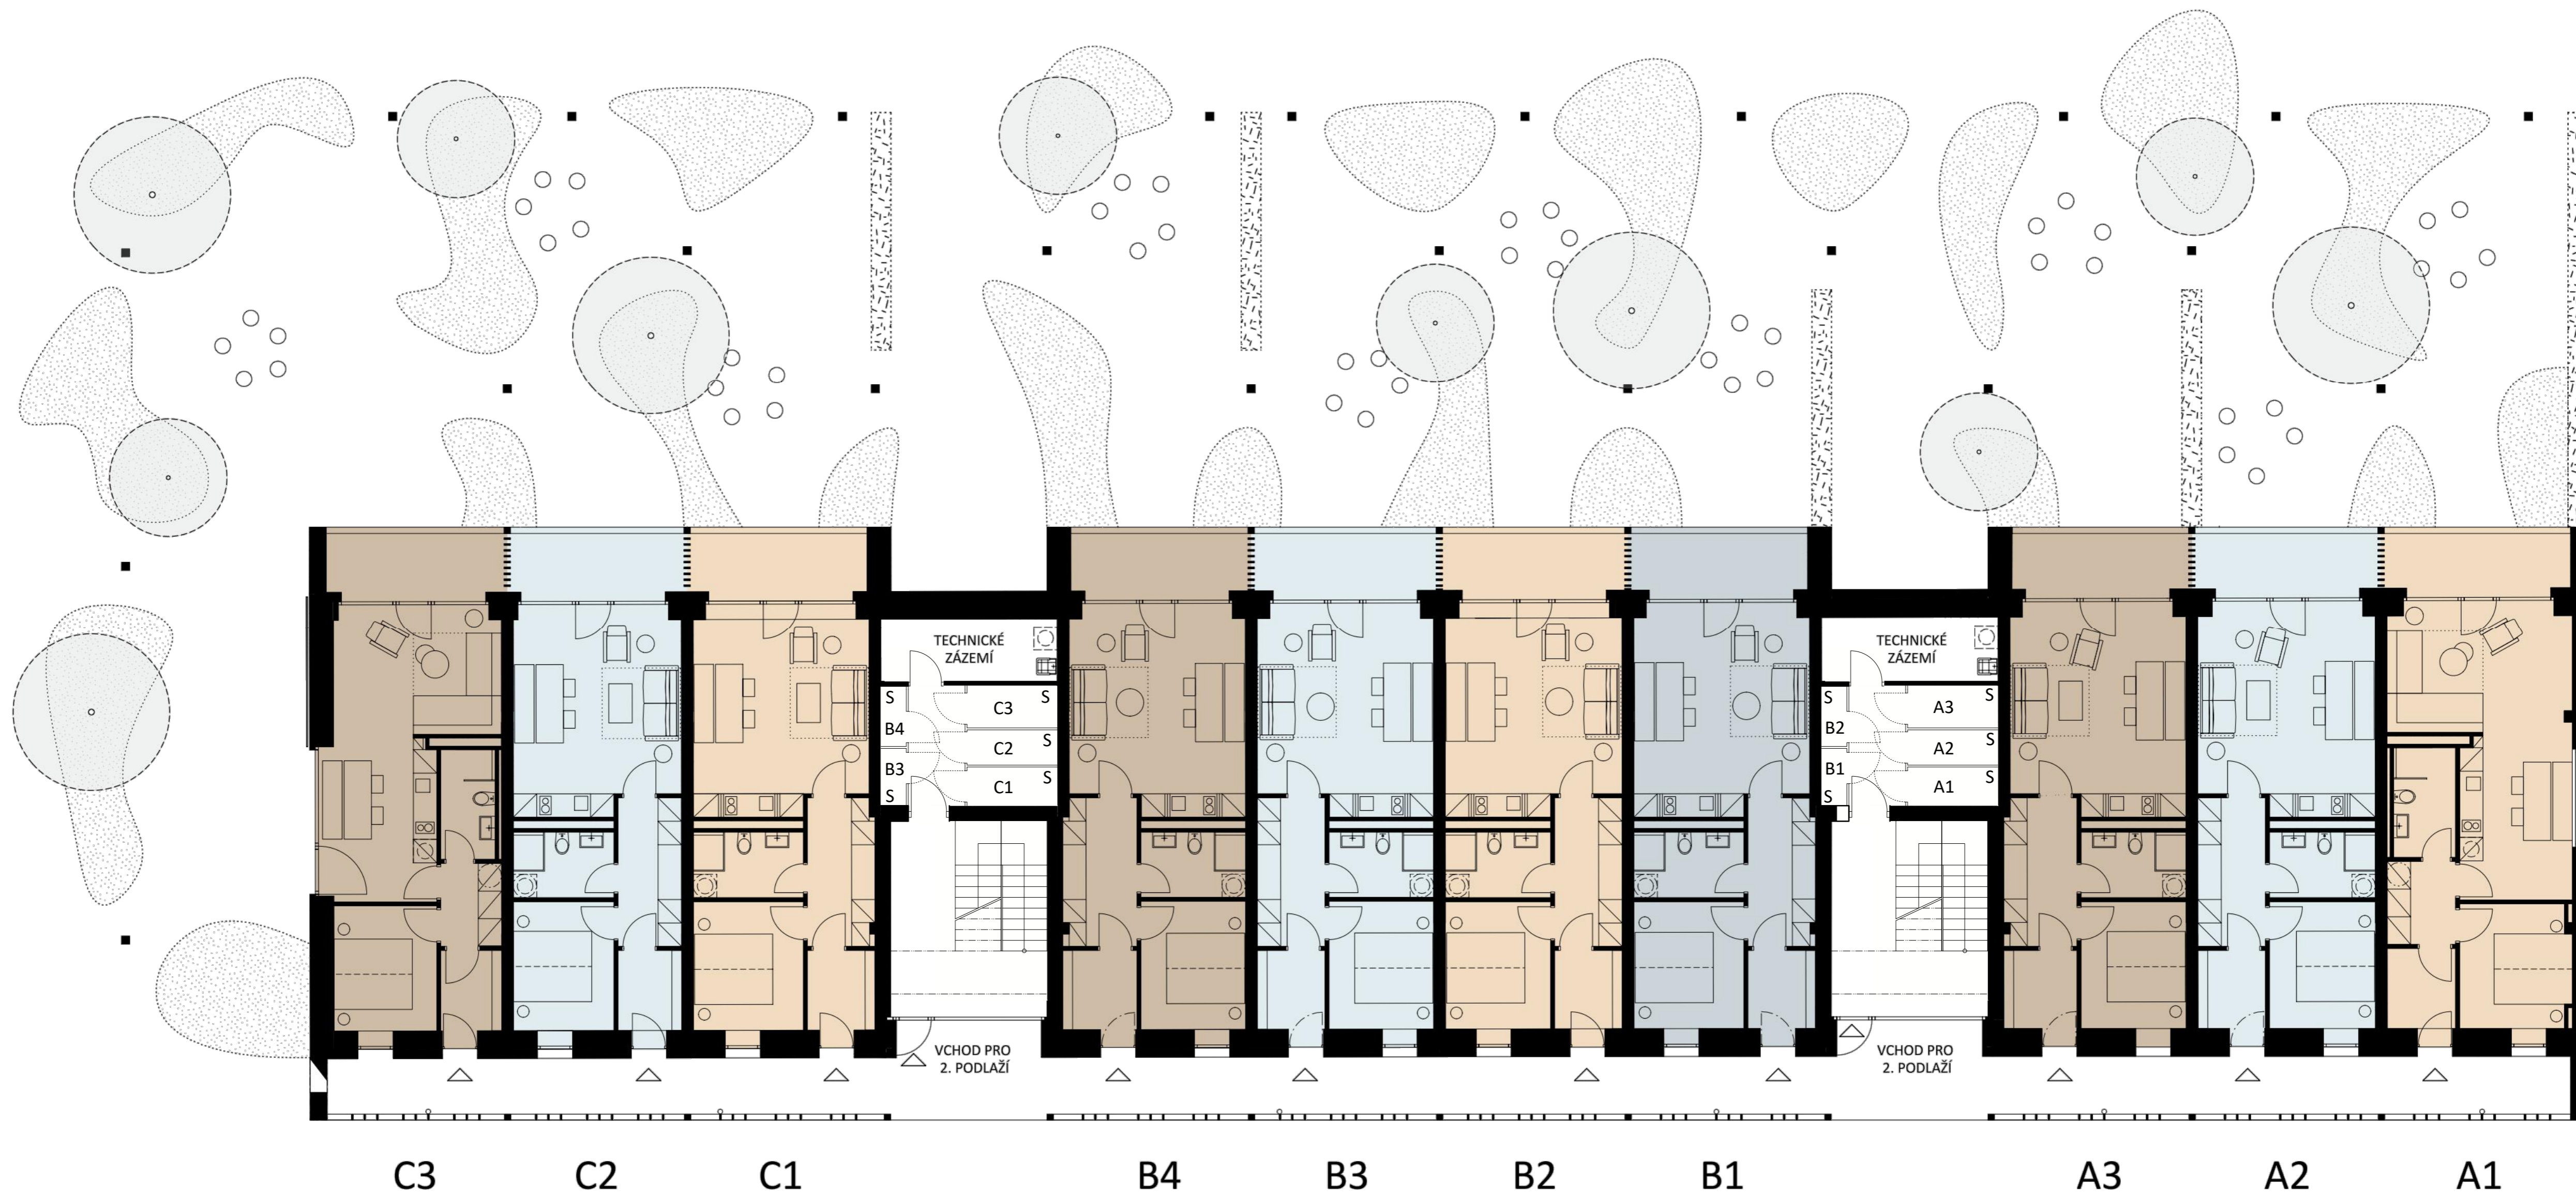 TECHNICKÉ
ZÁZEMÍ
S
B4
B3
S
C3
S
C2
S
C1
S
TECHNICKÉ
ZÁZEMÍ
S
B2
B1
S
A3
S
A2
S
A1
S
VCHOD PRO
2. PODLAŽÍ
VCHOD PRO
2. PODLAŽÍ
C3
C2
C1
B4
B3
B2
B1
A3
A2
A1